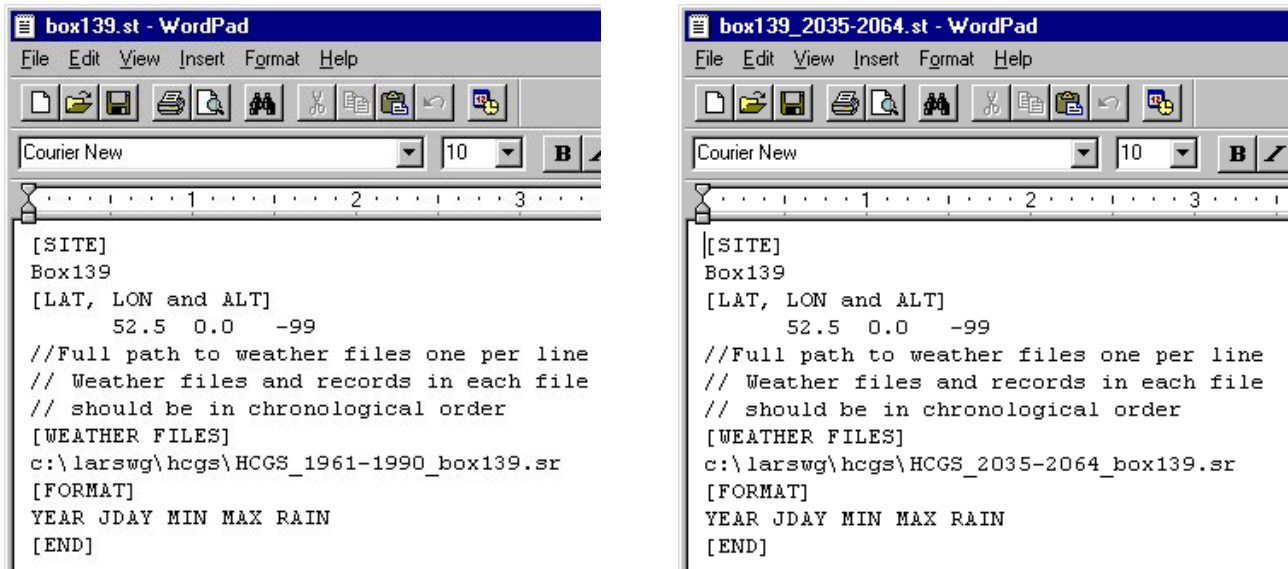 box139.st - WordPad
File Edit View Insert Format Help
Courier New 10 B
1 2 3
[SITE]
Box139
[LAT, LON and ALT]
52.5 0.0 -99
//Full path to weather files one per line
// Weather files and records in each file
// should be in chronological order
[WEATHER FILES]
c:\larswg\hcgs\HCGS_1961-1990_box139.sr
[FORMAT]
YEAR JDAY MIN MAX RAIN
[END]
box139_2035-2064.st - WordPad
File Edit View Insert Format Help
Courier New 10 B I
1 2 3
[SITE]
Box139
[LAT, LON and ALT]
52.5 0.0 -99
//Full path to weather files one per line
// Weather files and records in each file
// should be in chronological order
[WEATHER FILES]
c:\larswg\hcgs\HCGS_2035-2064_box139.sr
[FORMAT]
YEAR JDAY MIN MAX RAIN
[END]